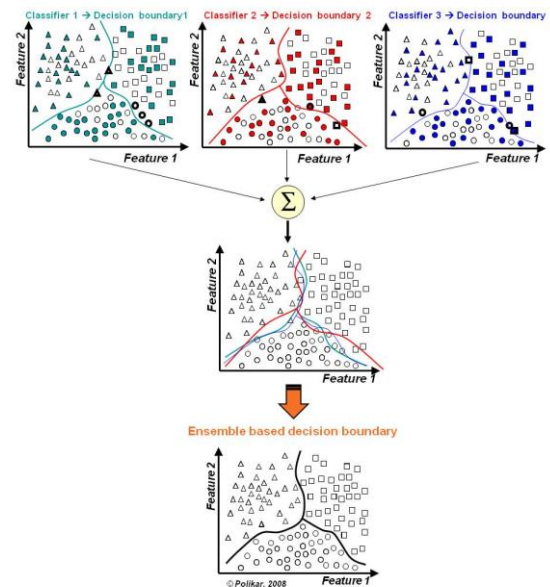 Classifier 1 → Decision boundary1
Classifier 2 → Decision boundary 2
Classifier 3 → Decision boundary
Feature 2
Feature 1
Feature 2
Feature 1
Feature 2
Feature 1
Σ
Feature 2
Feature 1
Ensemble based decision boundary
Feature 2
Feature 1
© Polikar, 2008